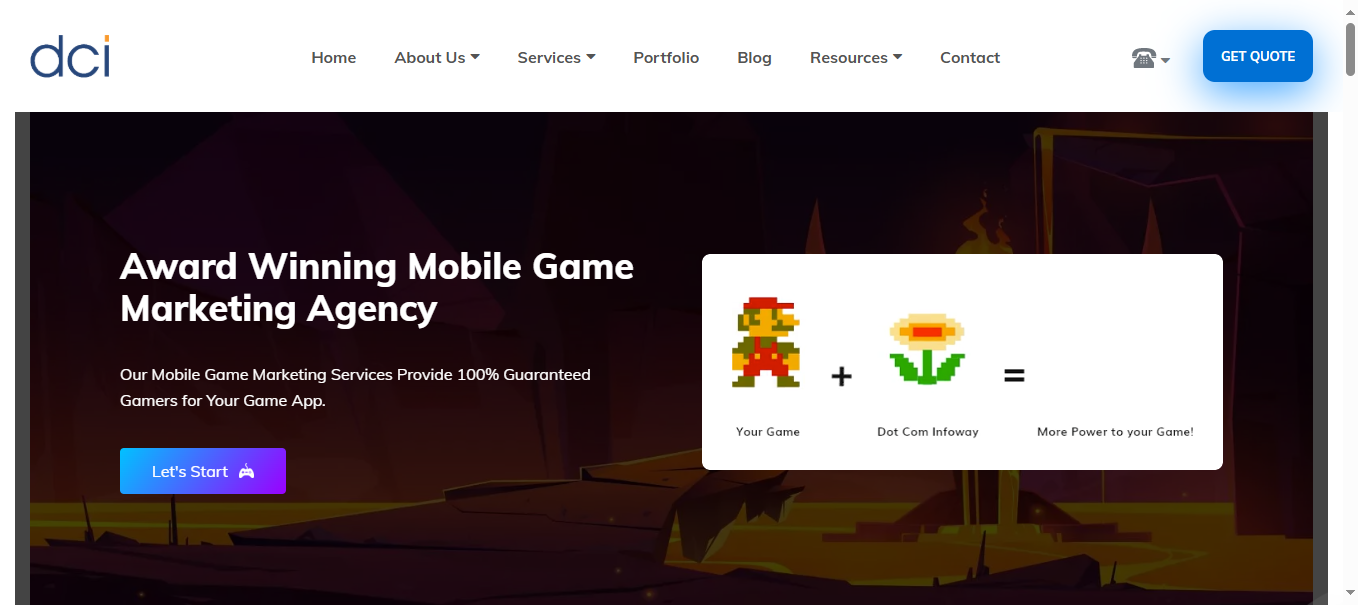 dci
Home
About Us
Services
Portfolio
Blog
Resources
Contact
GET QUOTE
Award Winning Mobile Game
Marketing Agency
Our Mobile Game Marketing Services Provide 100% Guaranteed
Gamers for Your Game App.
Let's Start
+
=
Your Game
Dot Com Infoway
More Power to your Game!